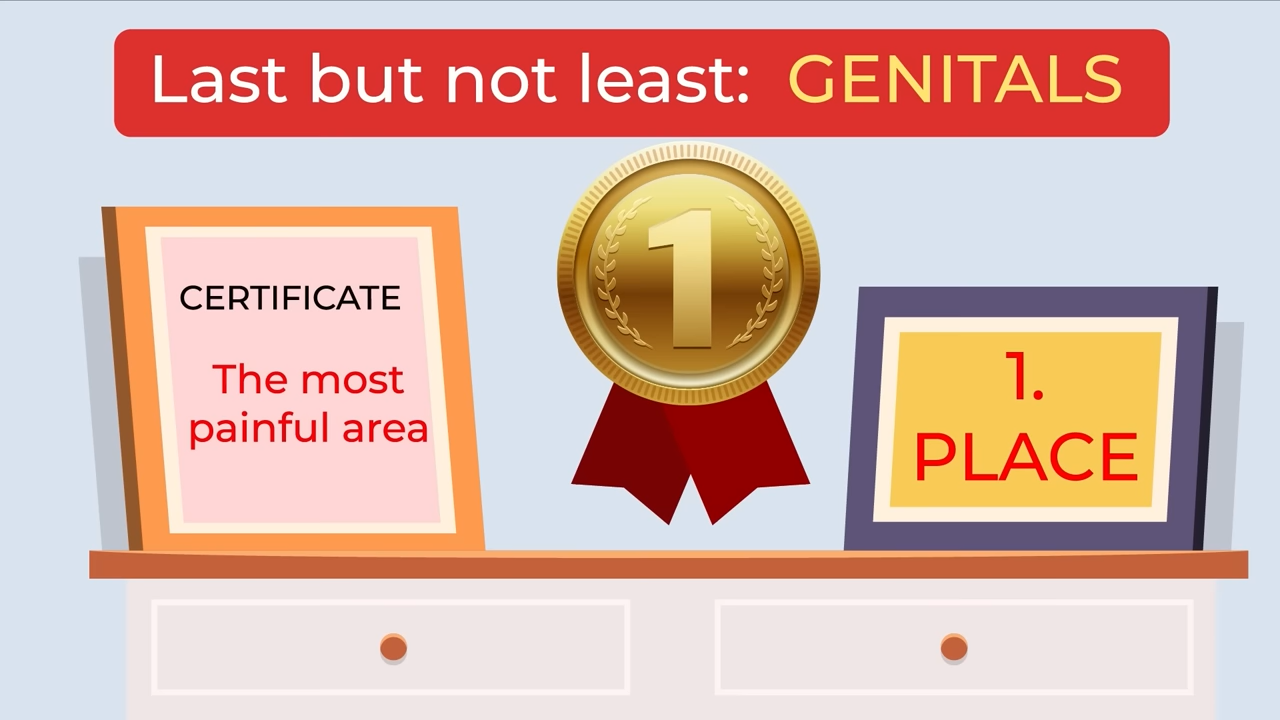 Last but not least: GENITALS
CERTIFICATE
The most
painful area
1
1.
PLACE